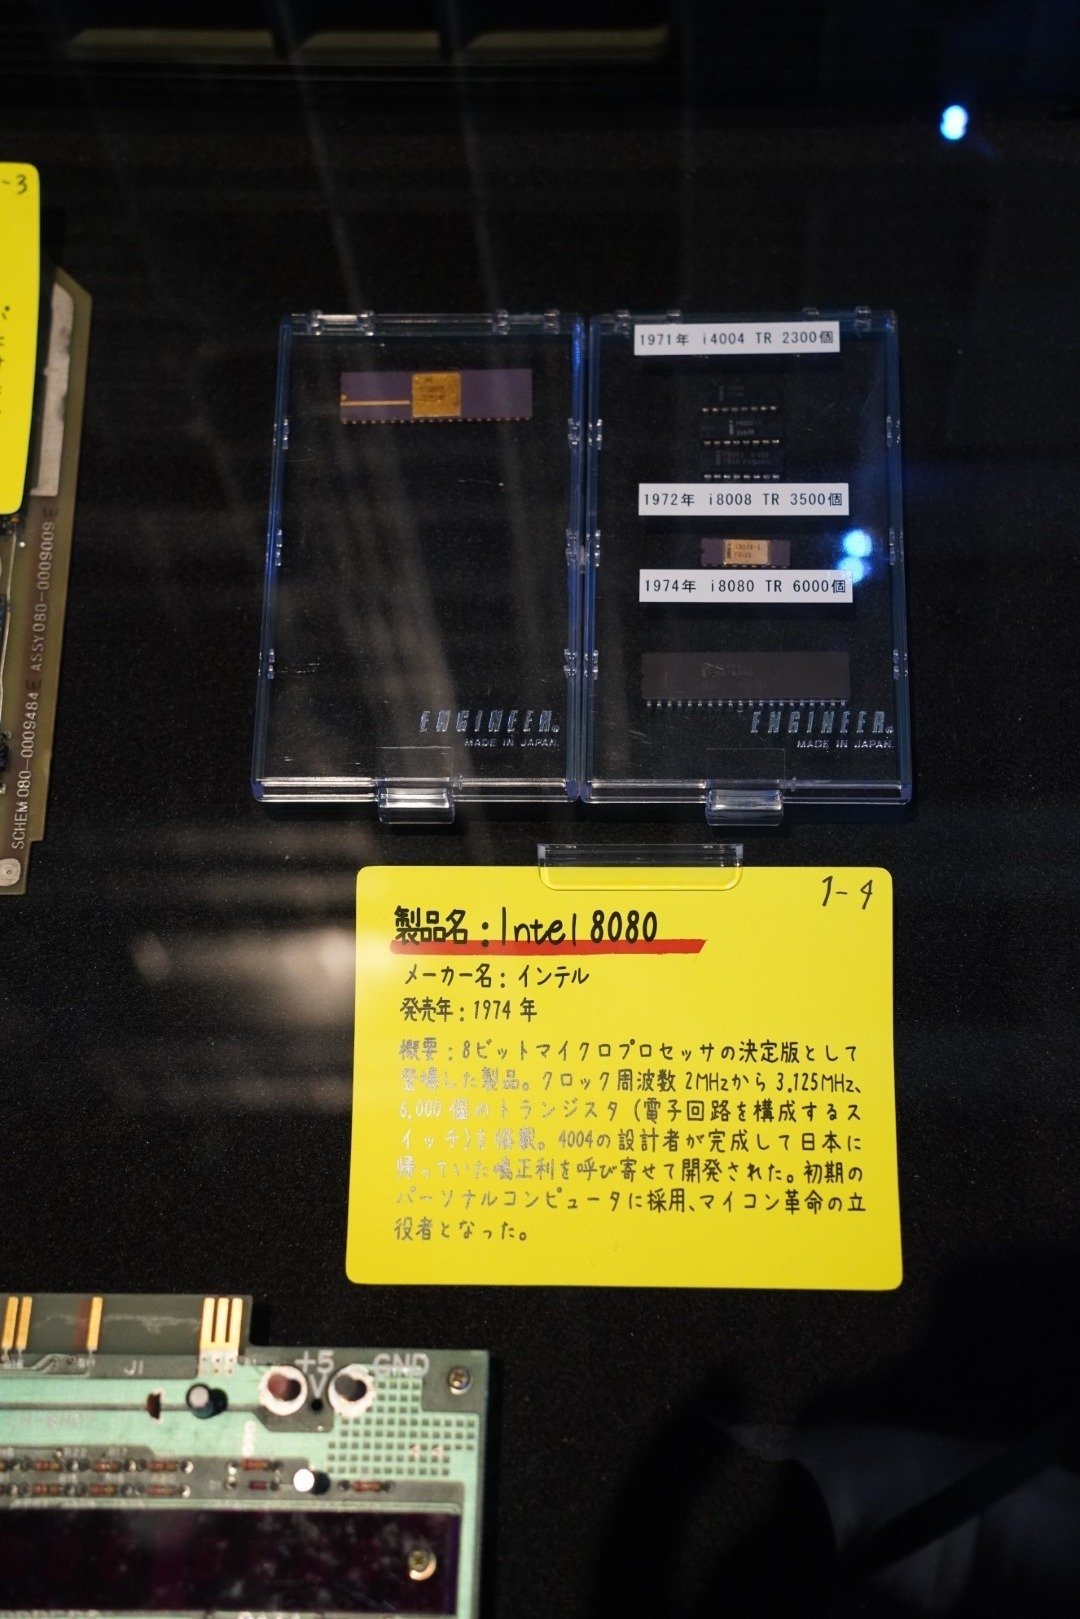 -3
SCHEM 080-0009484 E ASSY 080-0009009 E
1971年 i4004 TR 2300個
1972年 i8008 TR 3500個
1974年 i8080 TR 6000個
ENGINEER.
MADE IN JAPAN.
ENGINEER.
MADE IN JAPAN.
1-4
製品名:Intel 8080
メーカー名:インテル
発売年:1974年
概要:8ビットマイクロプロセッサの決定版として
登場した製品。クロック周波数2MHzから3.125MHz、
6,000個のトランジスタ(電子回路を構成するス
イッチ)を搭載。4004の設計者が完成して日本に
帰っていた嶋正利を呼び寄せて開発された。初期の
パーソナルコンピュータに採用、マイコン革命の立
役者となった。
J1
+5 GND
V